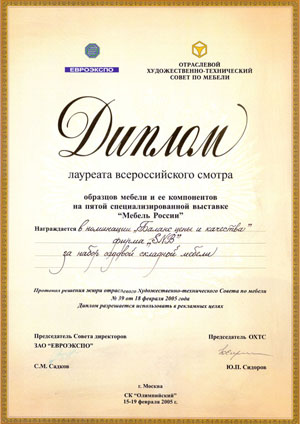 ЕВРОЭКСПО
ОТРАСЛЕВОЙ
ХУДОЖЕСТВЕННО-ТЕХНИЧЕСКИЙ
СОВЕТ ПО МЕБЕЛИ
Диплом
лауреата всероссийского смотра
образцов мебели и ее компонентов
на пятой специализированной выставке
"Мебель России"
Награждается в номинации "Баланс цены и качества"
фирма "SNB"
за набор садовой складной мебели
Протокол решения жюри отраслевого Художественно-технического Совета по мебели
№ 39 от 18 февраля 2005 года
Диплом разрешается использовать в рекламных целях
Председатель Совета директоров
ЗАО "ЕВРОЭКСПО"
С.М. Садков
Председатель ОХТС
Ю.П. Сидоров
г. Москва
СК "Олимпийский"
15-19 февраля 2005 г.